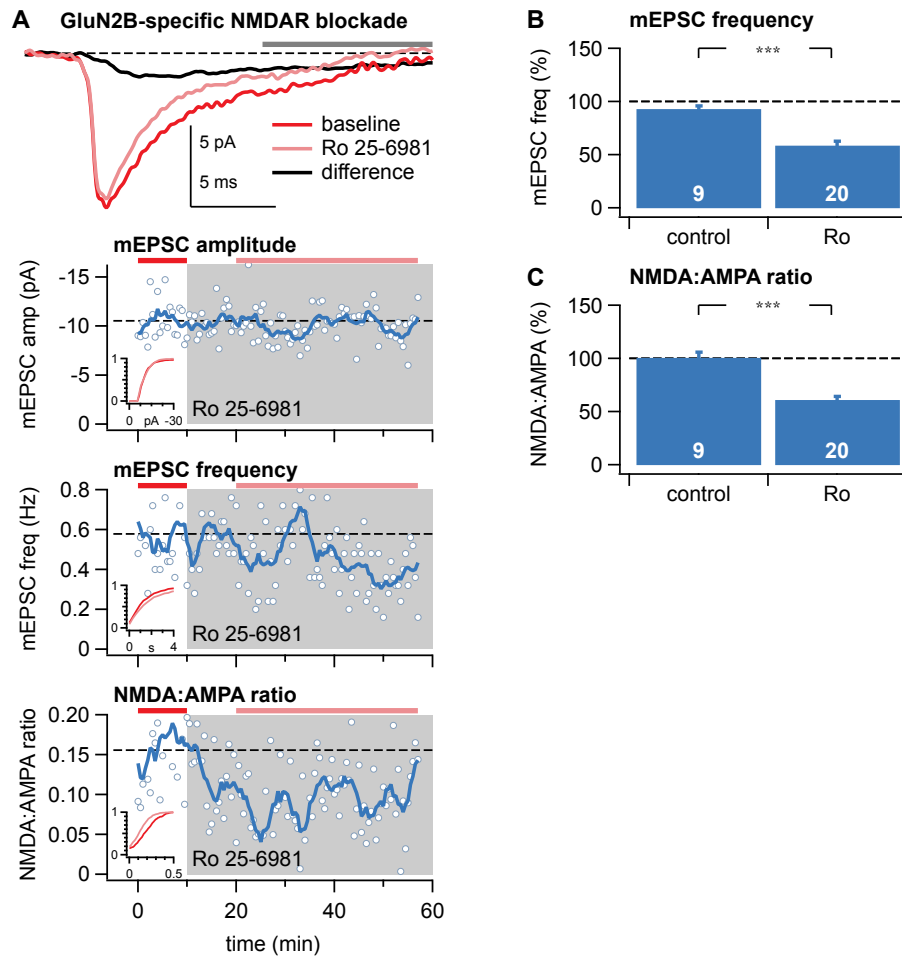 A
GluN2B-specific NMDAR blockade
5 pA
5 ms
baseline
Ro 25-6981
difference
mEPSC amplitude
mEPSC amp (pA)
-15
-10
-5
0
1
0
0 pA -30
Ro 25-6981
mEPSC frequency
mEPSC freq (Hz)
0.8
0.6
0.4
0.2
0
1
0
0 s 4
Ro 25-6981
NMDA:AMPA ratio
NMDA:AMPA ratio
0.20
0.15
0.10
0.05
0
1
0
0 0.5
Ro 25-6981
0 20 40 60
time (min)
B
mEPSC frequency
mEPSC freq (%)
150
100
50
0
***
9 20
control Ro
C
NMDA:AMPA ratio
NMDA:AMPA (%)
150
100
50
0
***
9 20
control Ro